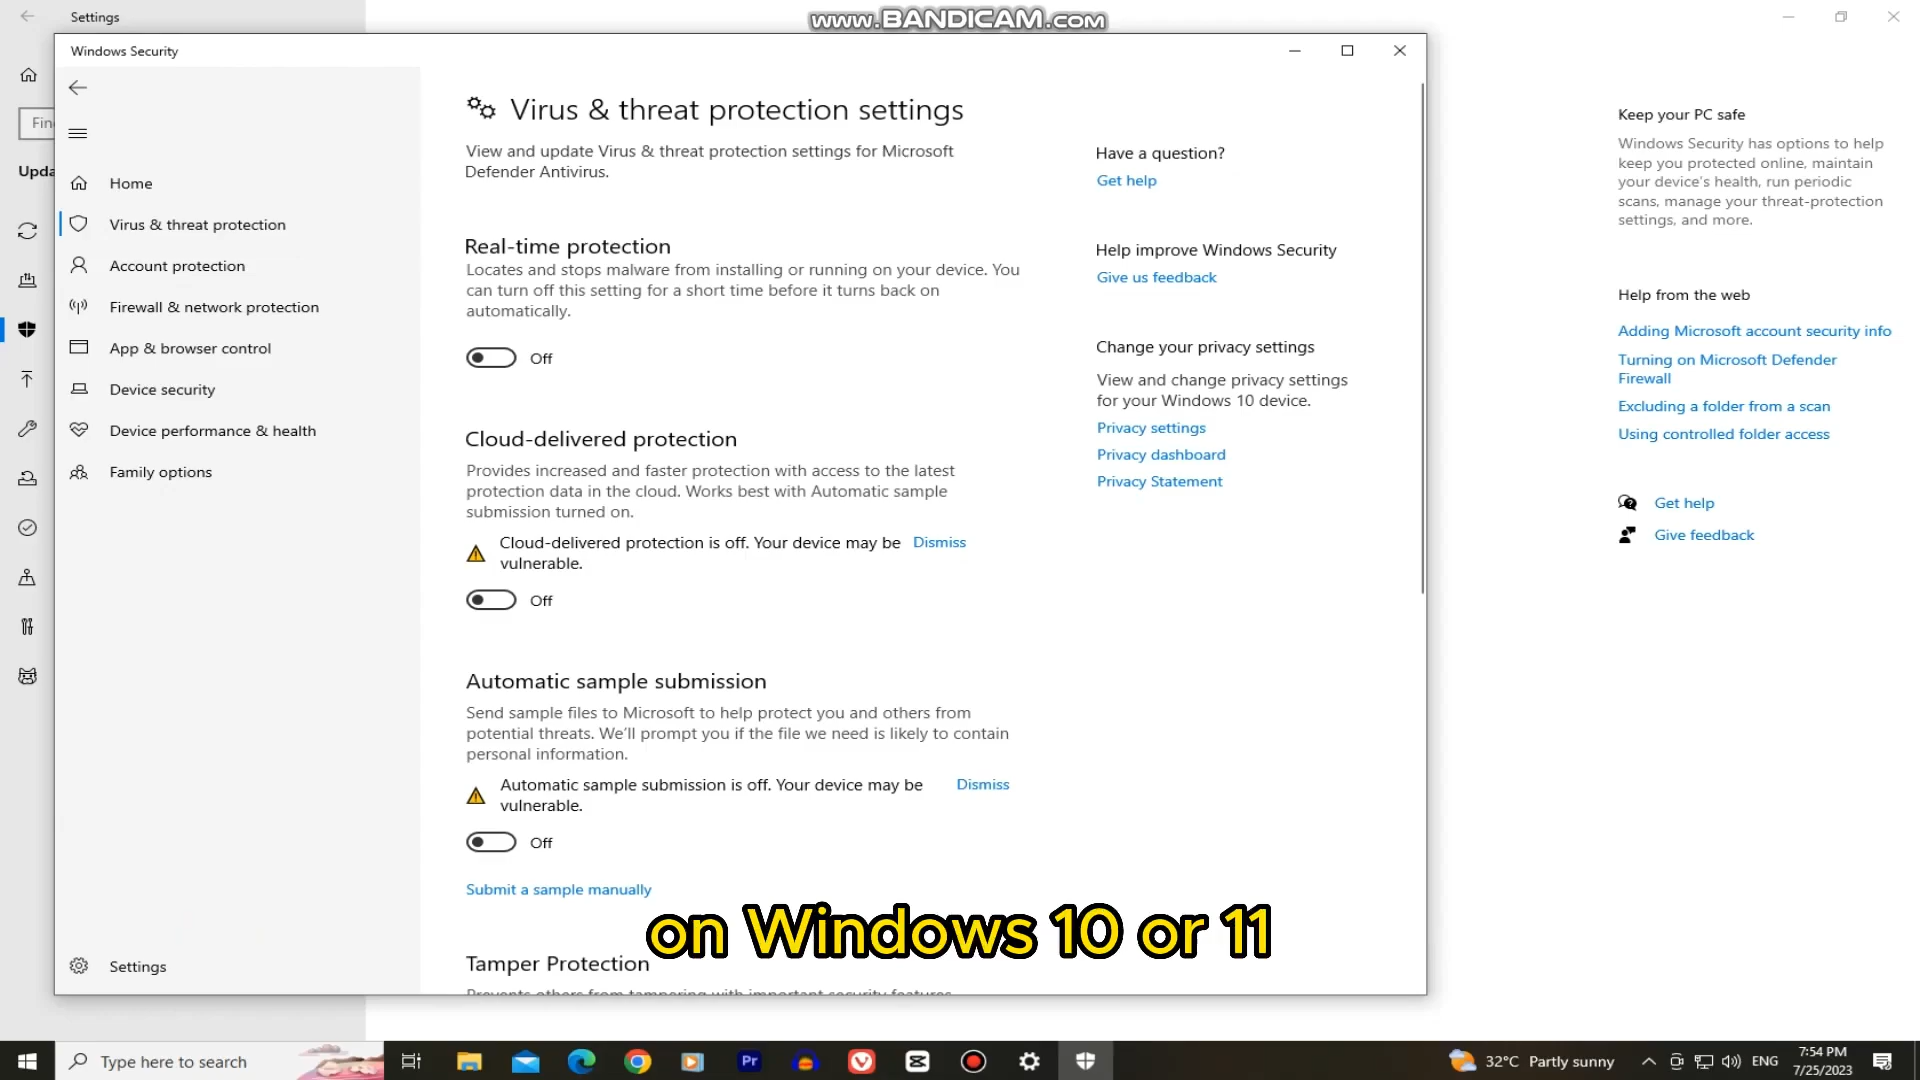 Settings
www.BANDICAM.com
Windows Security
Fin
Upda
Home
Virus & threat protection
Account protection
Firewall & network protection
App & browser control
Device security
Device performance & health
Family options
Settings
Virus & threat protection settings
View and update Virus & threat protection settings for Microsoft
Defender Antivirus.
Real-time protection
Locates and stops malware from installing or running on your device. You
can turn off this setting for a short time before it turns back on
automatically.
Off
Cloud-delivered protection
Provides increased and faster protection with access to the latest
protection data in the cloud. Works best with Automatic sample
submission turned on.
Cloud-delivered protection is off. Your device may be
vulnerable.
Dismiss
Off
Automatic sample submission
Send sample files to Microsoft to help protect you and others from
potential threats. We'll prompt you if the file we need is likely to contain
personal information.
Automatic sample submission is off. Your device may be
vulnerable.
Dismiss
Off
Submit a sample manually
on Windows 10 or 11
Tamper Protection
Prevents others from tampering with important security features.
Have a question?
Get help
Help improve Windows Security
Give us feedback
Change your privacy settings
View and change privacy settings
for your Windows 10 device.
Privacy settings
Privacy dashboard
Privacy Statement
Keep your PC safe
Windows Security has options to help
keep you protected online, maintain
your device's health, run periodic
scans, manage your threat-protection
settings, and more.
Help from the web
Adding Microsoft account security info
Turning on Microsoft Defender
Firewall
Excluding a folder from a scan
Using controlled folder access
Get help
Give feedback
Type here to search
Pr
32°C Partly sunny
ENG
7:54 PM
7/25/2023